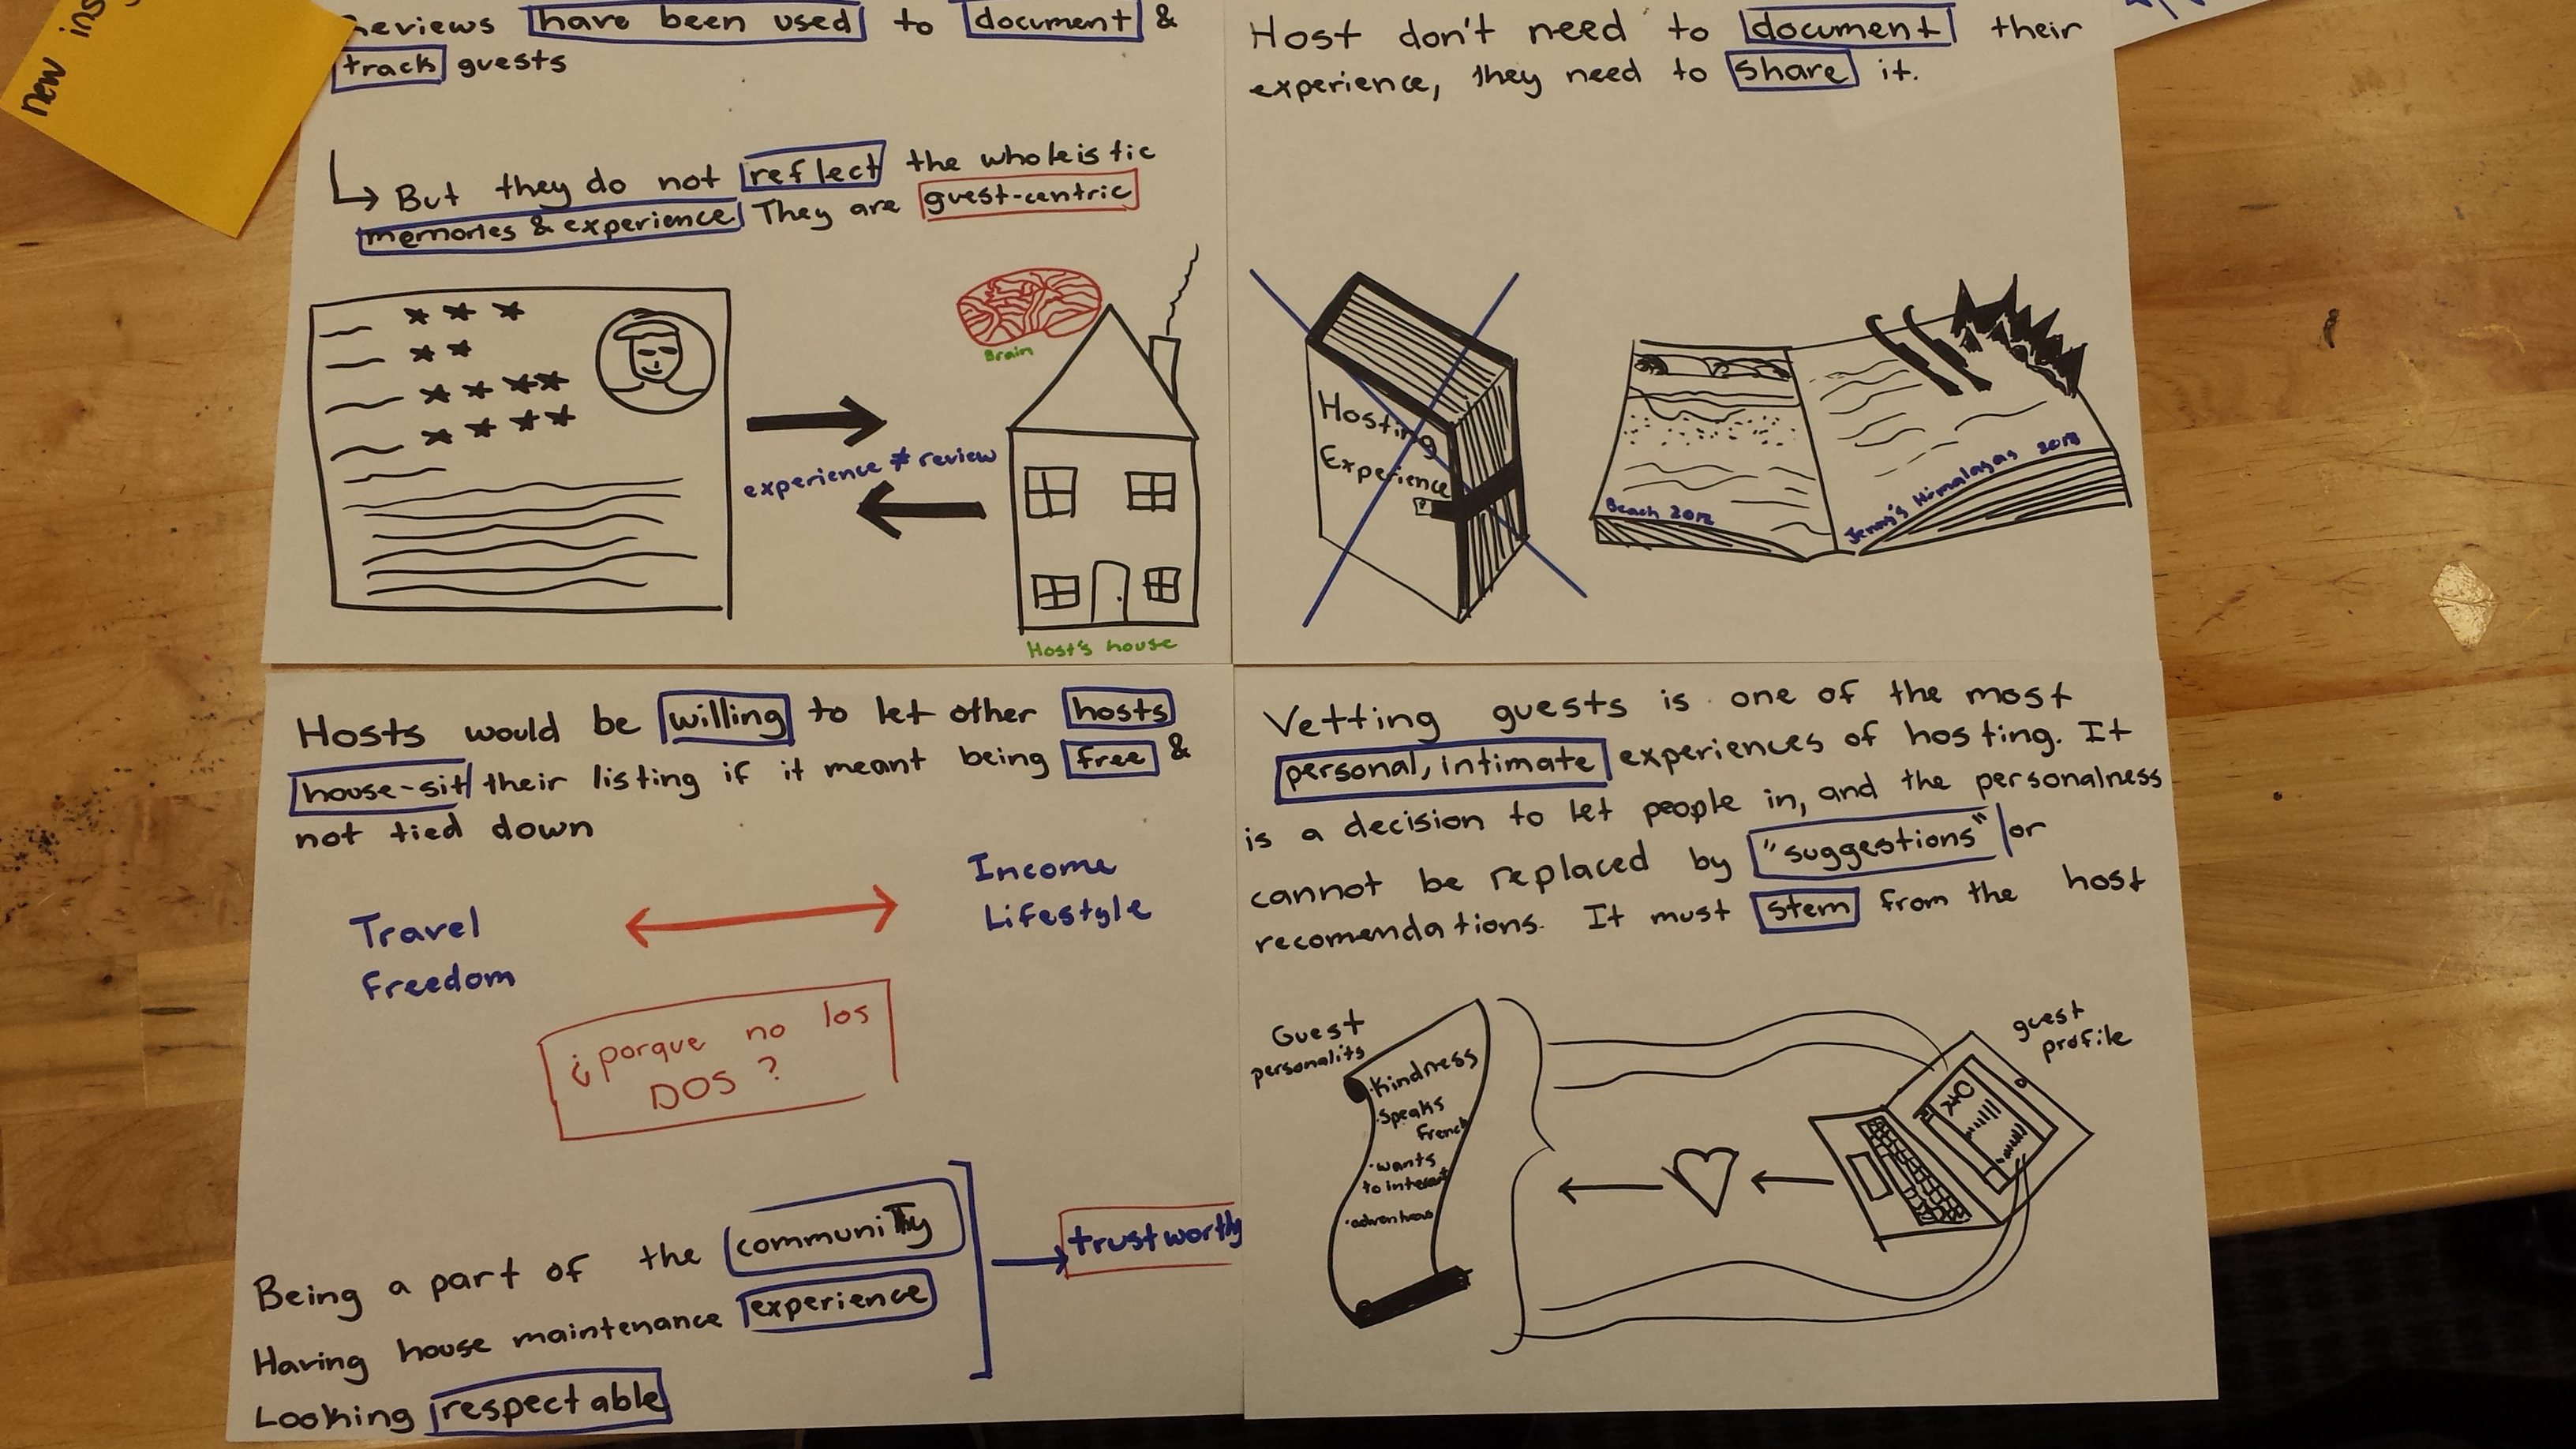 new ins
Reviews have been used to document &
track guests
↳ But they do not reflect the wholeistic
memories & experience They are guest-centric
Brain
experience ≠ review
Host's house
Host don't need to document their
experience, they need to share it.
Hosting
Experience
Beach 2012
Jenny's Himalayas 2013
Hosts would be willing to let other hosts
house-sit their listing if it meant being free &
not tied down
Travel
Freedom
Income
Lifestyle
¿porque no los
DOS ?
Being a part of the community
Having house maintenance experience
Looking respectable
trustworthy
Vetting guests is one of the most
personal, intimate experiences of hosting. It
is a decision to let people in, and the personalness
cannot be replaced by "suggestions" or
recomendations. It must stem from the host
Guest
personality
·Kindness
·Speaks
French
·wants
to interact
guest
profile